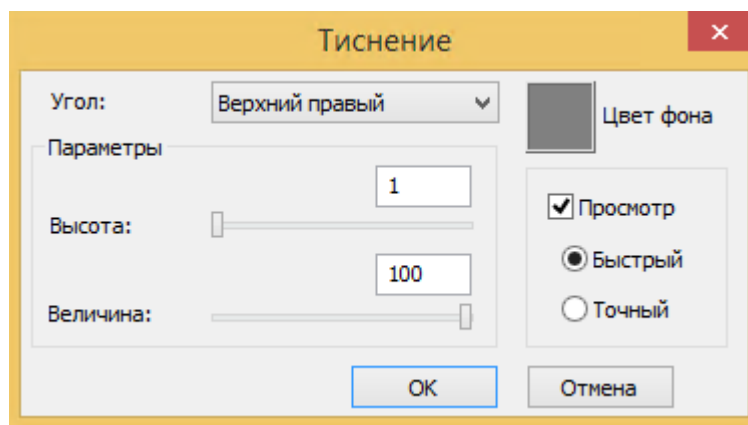 Тиснение
Угол:
Верхний правый
Цвет фона
Параметры
1
Высота:
Просмотр
Быстрый
100
Величина:
Точный
OK
Отмена